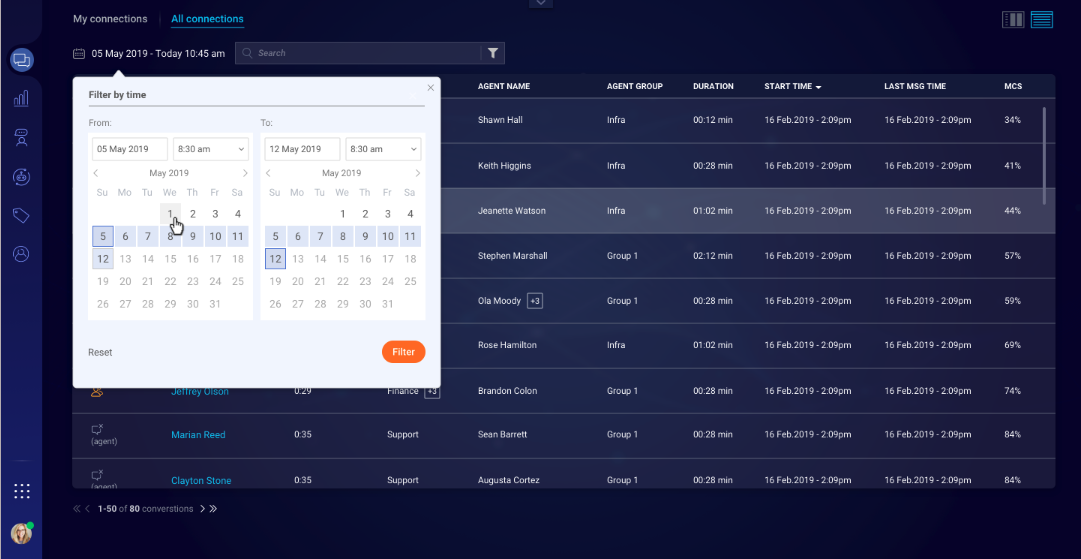 My connections All connections
05 May 2019 - Today 10:45 am Search
Filter by time
From: To:
05 May 2019 8:30 am 12 May 2019 8:30 am
May 2019 May 2019
Su Mo Tu We Th Fr Sa Su Mo Tu We Th Fr Sa
1 2 3 4 1 2 3 4
5 6 7 8 9 10 11 5 6 7 8 9 10 11
12 13 14 15 16 17 18 12 13 14 15 16 17 18
19 20 21 22 23 24 25 19 20 21 22 23 24 25
26 27 28 29 30 31 26 27 28 29 30 31
Reset Filter
AGENT NAME AGENT GROUP DURATION START TIME LAST MSG TIME MCS
Shawn Hall Infra 00:12 min 16 Feb.2019 - 2:09pm 16 Feb.2019 - 2:09pm 34%
Keith Higgins Infra 00:28 min 16 Feb.2019 - 2:09pm 16 Feb.2019 - 2:09pm 41%
Jeanette Watson Infra 01:02 min 16 Feb.2019 - 2:09pm 16 Feb.2019 - 2:09pm 44%
Stephen Marshall Group 1 02:12 min 16 Feb.2019 - 2:09pm 16 Feb.2019 - 2:09pm 57%
Ola Moody +3 Group 1 00:28 min 16 Feb.2019 - 2:09pm 16 Feb.2019 - 2:09pm 59%
Rose Hamilton Infra 01:02 min 16 Feb.2019 - 2:09pm 16 Feb.2019 - 2:09pm 69%
Jeffrey Olson 0:29 Finance +3 Brandon Colon Group 1 00:28 min 16 Feb.2019 - 2:09pm 16 Feb.2019 - 2:09pm 74%
(agent) Marian Reed 0:35 Support Sean Barrett Group 1 00:28 min 16 Feb.2019 - 2:09pm 16 Feb.2019 - 2:09pm 84%
(agent) Clayton Stone 0:35 Support Augusta Cortez Group 1 00:28 min 16 Feb.2019 - 2:09pm 16 Feb.2019 - 2:09pm 84%
1-50 of 80 converstions